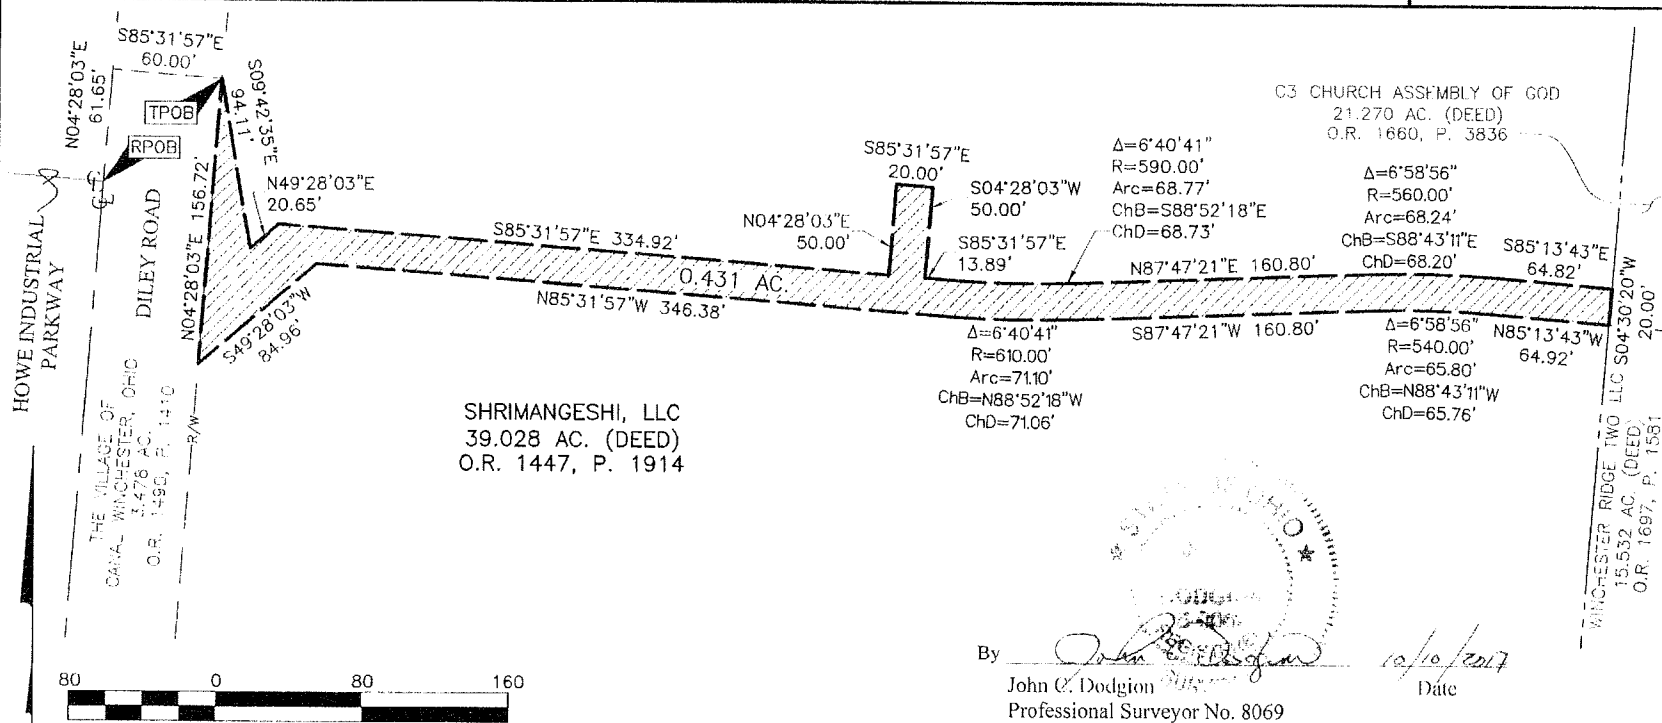 S85°31'57"E
60.00'
N04°28'03"E
61.65'
S09°42'35"E
94.11'
TPOB
RPOB
HOWE INDUSTRIAL
PARKWAY
DILEY ROAD
N04°28'03"E 156.72'
N49°28'03"E
20.65'
S49°28'03"W
84.96'
S85°31'57"E 334.92'
0.431 AC.
N85°31'57"W 346.38'
S85°31'57"E
20.00'
N04°28'03"E
50.00'
S04°28'03"W
50.00'
S85°31'57"E
13.89'
Δ=6°40'41"
R=590.00'
Arc=68.77'
ChB=S88°52'18"E
ChD=68.73'
N87°47'21"E 160.80'
C3 CHURCH ASSEMBLY OF GOD
21.270 AC. (DEED)
O.R. 1660, P. 3836
Δ=6°58'56"
R=560.00'
Arc=68.24'
ChB=S88°43'11"E
ChD=68.20'
S85°13'43"E
64.82'
S04°30'20"W
20.00'
Δ=6°40'41"
R=610.00'
Arc=71.10'
ChB=N88°52'18"W
ChD=71.06'
S87°47'21"W 160.80'
Δ=6°58'56"
R=540.00'
Arc=65.80'
ChB=N88°43'11"W
ChD=65.76'
N85°13'43"W
64.92'
WINCHESTER RIDGE TWO LLC
15.532 AC. (DEED)
O.R. 1697, P. 1581
THE VILLAGE OF
CANAL WINCHESTER, OHIO
3.478 AC.
O.R. 1490, P. 1410
R/W
SHRIMANGESHI, LLC
39.028 AC. (DEED)
O.R. 1447, P. 1914
STATE OF OHIO
80 0 80 160
By John C. Dodgion 10/10/2017
John C. Dodgion Date
Professional Surveyor No. 8069